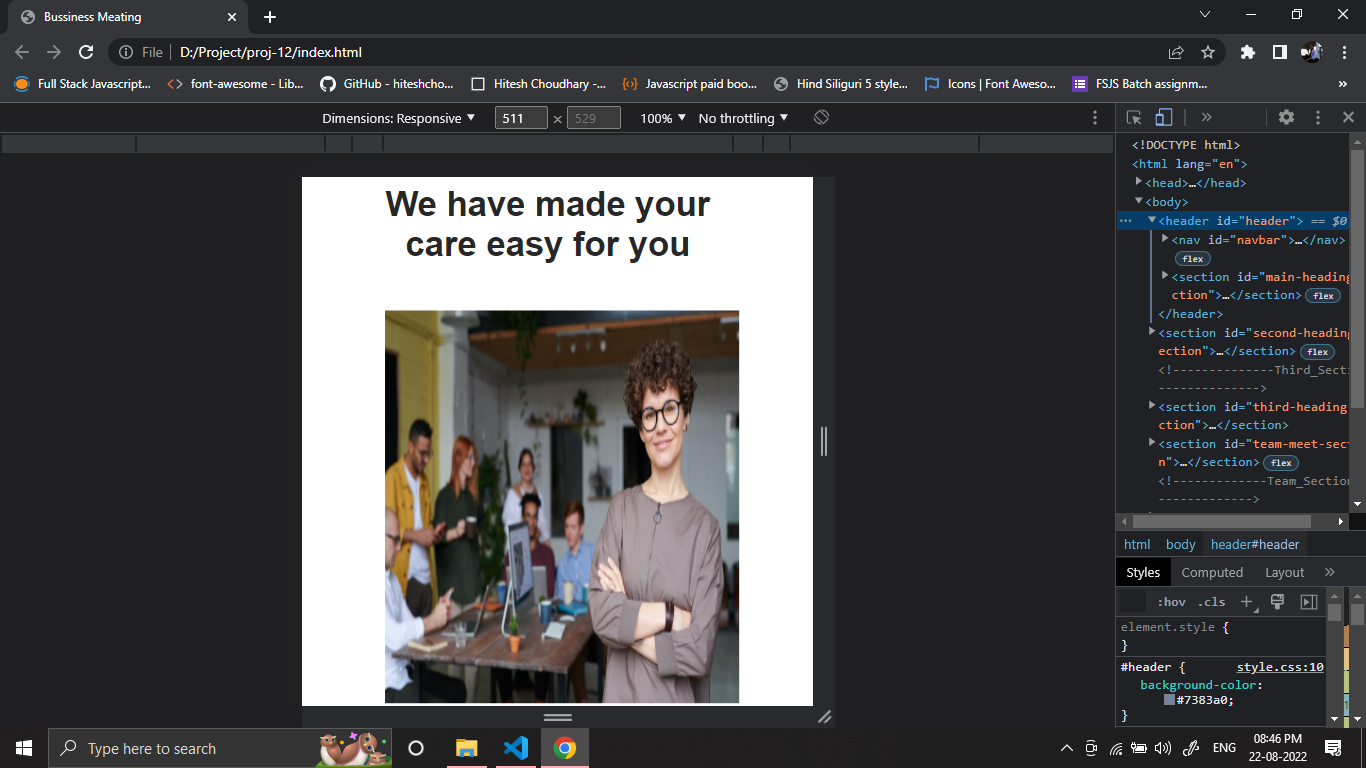 Bussiness Meating
File D:/Project/proj-12/index.html
Full Stack Javascript... font-awesome - Lib... GitHub - hiteshcho... Hitesh Choudhary -... Javascript paid boo... Hind Siliguri 5 style... Icons | Font Aweso... FSJS Batch assignm... »
Dimensions: Responsive ▼ 511 × 529 100% ▼ No throttling ▼
We have made your
care easy for you
<!DOCTYPE html>
<html lang="en">
<head>…</head>
<body>
<header id="header"> == $0
<nav id="navbar">…</nav>
flex
<section id="main-heading
ction">…</section> flex
</header>
<section id="second-heading
ection">…</section> flex
<!--------------Third_Secti
-------------->
<section id="third-heading
ction">…</section>
<section id="team-meet-sect
n">…</section> flex
<!-------------Team_Section
------------->
html body header#header
Styles Computed Layout »
:hov .cls +
element.style {
}
#header { style.css:10
background-color:
#7383a0;
}
Type here to search
ENG
08:46 PM
22-08-2022